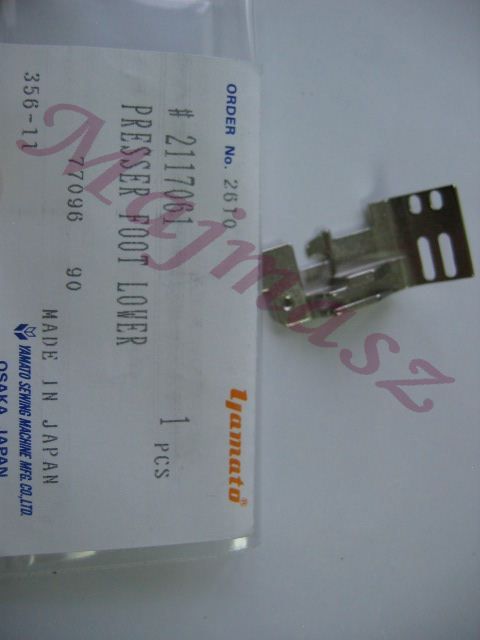 Yamato®
ORDER No. 2610
# 2117061 1 PCS
PRESSER FOOT LOWER
77096 90
356-11
MADE IN JAPAN
YAMATO SEWING MACHINE MFG.CO.,LTD.
OSAKA JAPAN
Majmusz